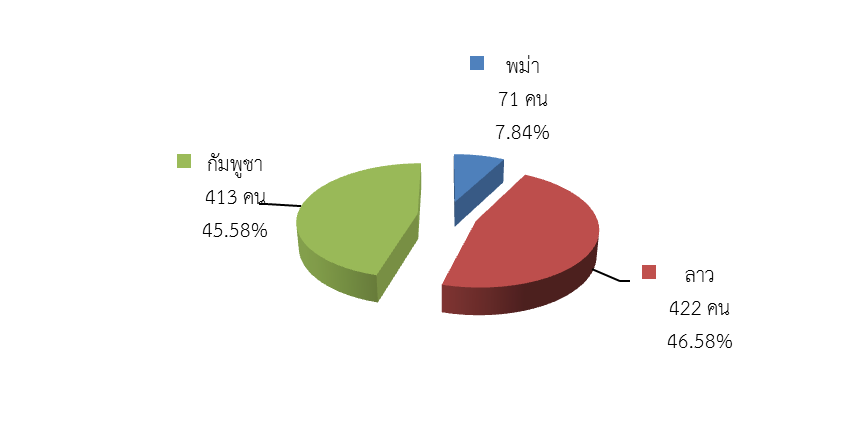 พม่า
71 คน
7.84%
กัมพูชา
413 คน
45.58%
ลาว
422 คน
46.58%